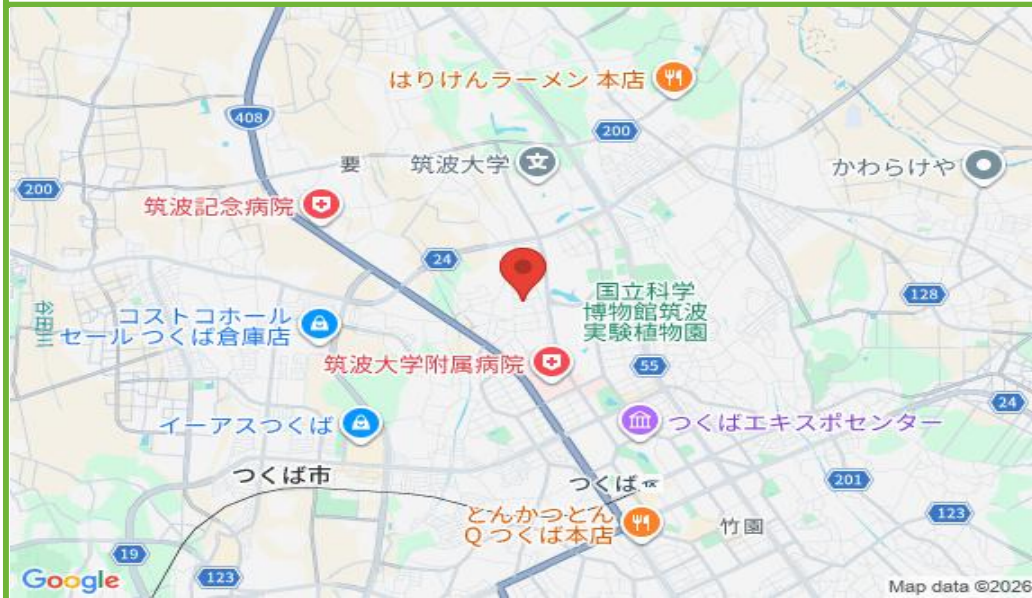 はりけんラーメン 本店
408
200
要
筑波大学
かわらけや
200
筑波記念病院
24
国立科学
博物館筑波
実験植物園
128
谷田川
コストコホール
セール つくば倉庫店
筑波大学附属病院
55
24
イーアスつくば
つくばエキスポセンター
つくば市
つくば
201
とんかつとん
Q つくば本店
竹園
123
19
123
Google
Map data ©2026